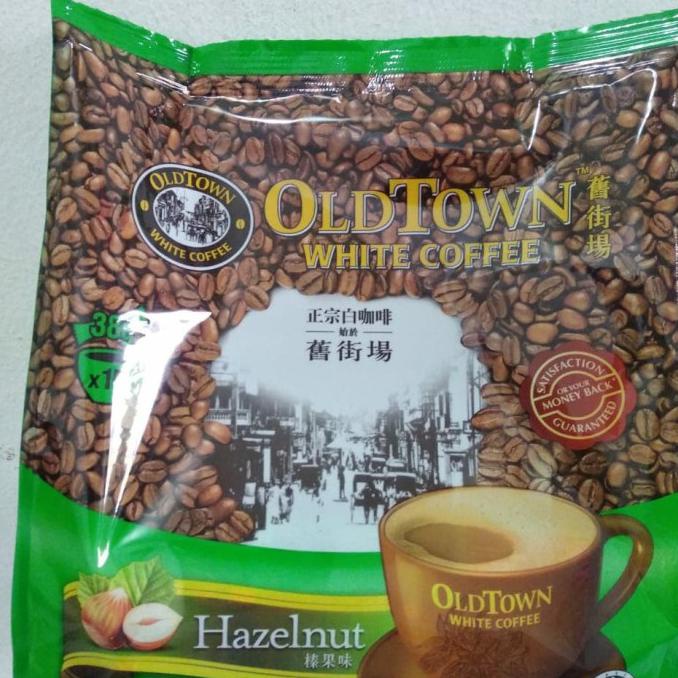 OLDTOWN
WHITE COFFEE
OLDTOWN™
WHITE COFFEE
舊街場
正宗白咖啡
始於
舊街場
SATISFACTION
OR YOUR
MONEY BACK
GUARANTEED
OLDTOWN
WHITE COFFEE
Hazelnut
榛果味